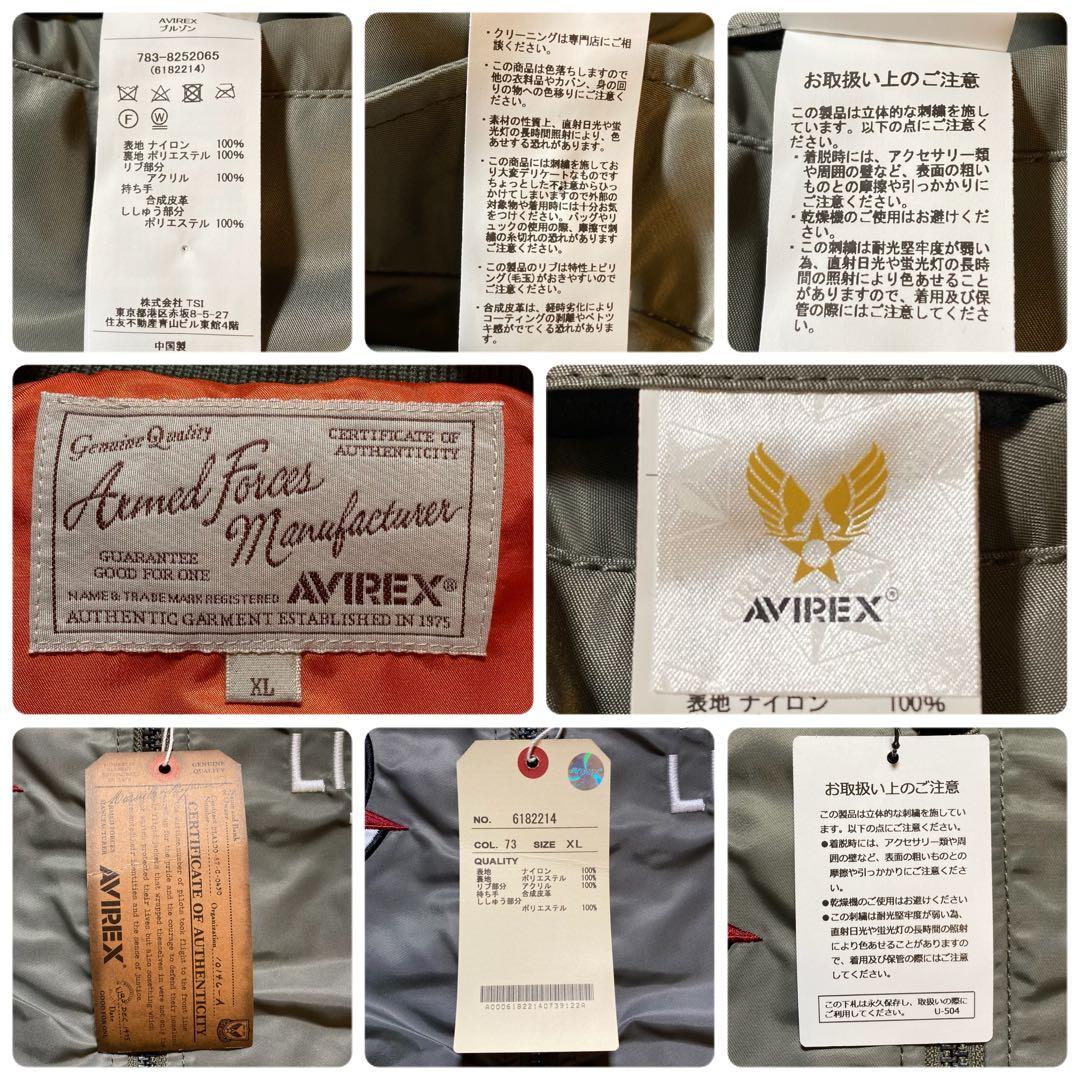 AVIREX
ブルゾン
783-8252065
(6182214)
F
W
表地 ナイロン 100%
裏地 ポリエステル 100%
リブ部分
アクリル 100%
持ち手
合成皮革
ししゅう部分
ポリエステル 100%
株式会社 TSI
東京都港区赤坂8-5-27
住友不動産青山ビル東館4階
中国製
・クリーニングは専門店にご相
談ください。
・この商品は色落ちしますので
他の衣料品やカバン、身の回
りの物への色移りにご注意く
ださい。
・素材の性質上、直射日光や蛍
光灯の長時間照射により、色
あせする恐れがあります。
・この商品には刺繍を施してお
り大変デリケートなものです
ちょっとした不注意からひっ
かけてしまいますので外部の
対象物や着用時には十分お気
をつけください。バッグやリ
ュックの使用の際、摩擦で刺
繍の糸切れの恐れがあります
ご注意ください。
・この製品のリブは特性上ピリ
ング(毛玉)がおきやすいので
ご注意ください。
・合成皮革は、経時劣化により
コーティングの剥離やベトツ
キ感がでてくる恐れがありま
す。
お取扱い上のご注意
この製品は立体的な刺繍を施し
ています。以下の点にご注意く
ださい。
・着脱時には、アクセサリー類
や周囲の壁など、表面の粗い
ものとの摩擦や引っかかりに
ご注意ください。
・乾燥機のご使用はお避けくだ
さい。
・この刺繍は耐光堅牢度が弱い
為、直射日光や蛍光灯の長時
間の照射により色あせること
がありますので、着用及び保
管の際にはご注意してくださ
い。
Genuine Quality
CERTIFICATE OF
AUTHENTICITY
Armed Forces
Manufacturer
GUARANTEE
GOOD FOR ONE
NAME & TRADE MARK REGISTERED
AVIREX®
AUTHENTIC GARMENT ESTABLISHED IN 1975
XL
AVIREX®
表地 ナイロン 100%
GENUINE
QUALITY
CERTIFICATE OF AUTHENTICITY
AVIREX®
Organization 10146-A
LI
NO. 6182214
COL. 73 SIZE XL
QUALITY
表地 ナイロン 100%
裏地 ポリエステル 100%
リブ部分 アクリル 100%
持ち手 合成皮革
ししゅう部分
ポリエステル 100%
A00061822140739122A
L
お取扱い上のご注意
この製品は立体的な刺繍を施してい
ます。以下の点にご注意ください。
●着脱時には、アクセサリー類や周
囲の壁など、表面の粗いものとの
摩擦や引っかかりにご注意ください。
●乾燥機のご使用はお避けください
●この刺繍は耐光堅牢度が弱い為、
直射日光や蛍光灯の長時間の照射
により色あせることがありますの
で、着用及び保管の際にはご注意
してください。
この下札は永久保存し、取扱いの際に
ご利用してください。 U-504